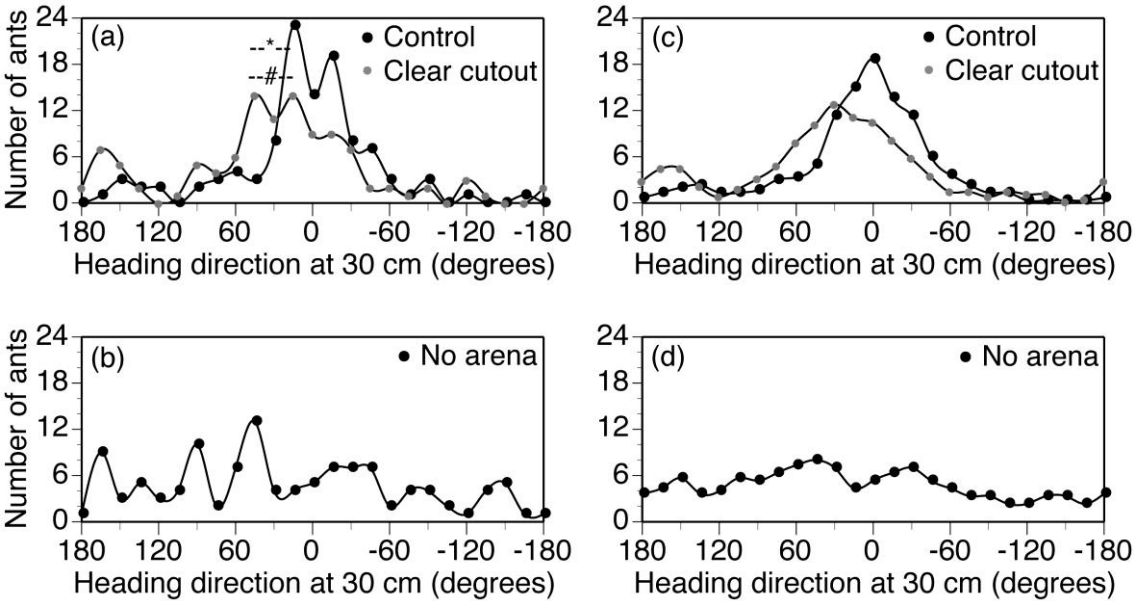 Number of ants
24
18
12
6
0
(a)
--*--
--#--
Control
Clear cutout
180 120 60 0 -60 -120 -180
Heading direction at 30 cm (degrees)
24
18
12
6
0
(c)
Control
Clear cutout
180 120 60 0 -60 -120 -180
Heading direction at 30 cm (degrees)
Number of ants
24
18
12
6
0
(b)
No arena
180 120 60 0 -60 -120 -180
Heading direction at 30 cm (degrees)
24
18
12
6
0
(d)
No arena
180 120 60 0 -60 -120 -180
Heading direction at 30 cm (degrees)